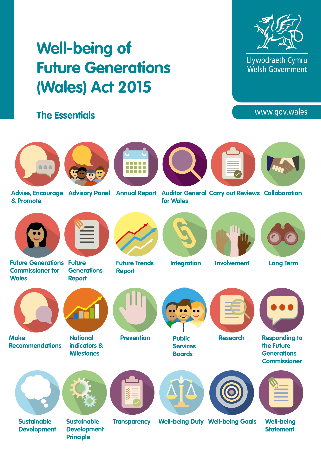 Well-being of
Future Generations
(Wales) Act 2015
The Essentials
Llywodraeth Cymru
Welsh Government
www.gov.wales
Advise, Encourage
& Promote
Advisory Panel
Annual Report
Auditor General
for Wales
Carry out Reviews
Collaboration
Future Generations
Commissioner for
Wales
Future
Generations
Report
Future Trends
Report
Integration
Involvement
Long Term
Make
Recommendations
National
Indicators &
Milestones
Prevention
Public
Services
Boards
Research
Responding to
the Future
Generations
Commissioner
Sustainable
Development
Sustainable
Development
Principle
Transparency
Well-being Duty
Well-being Goals
Well-being
Statement